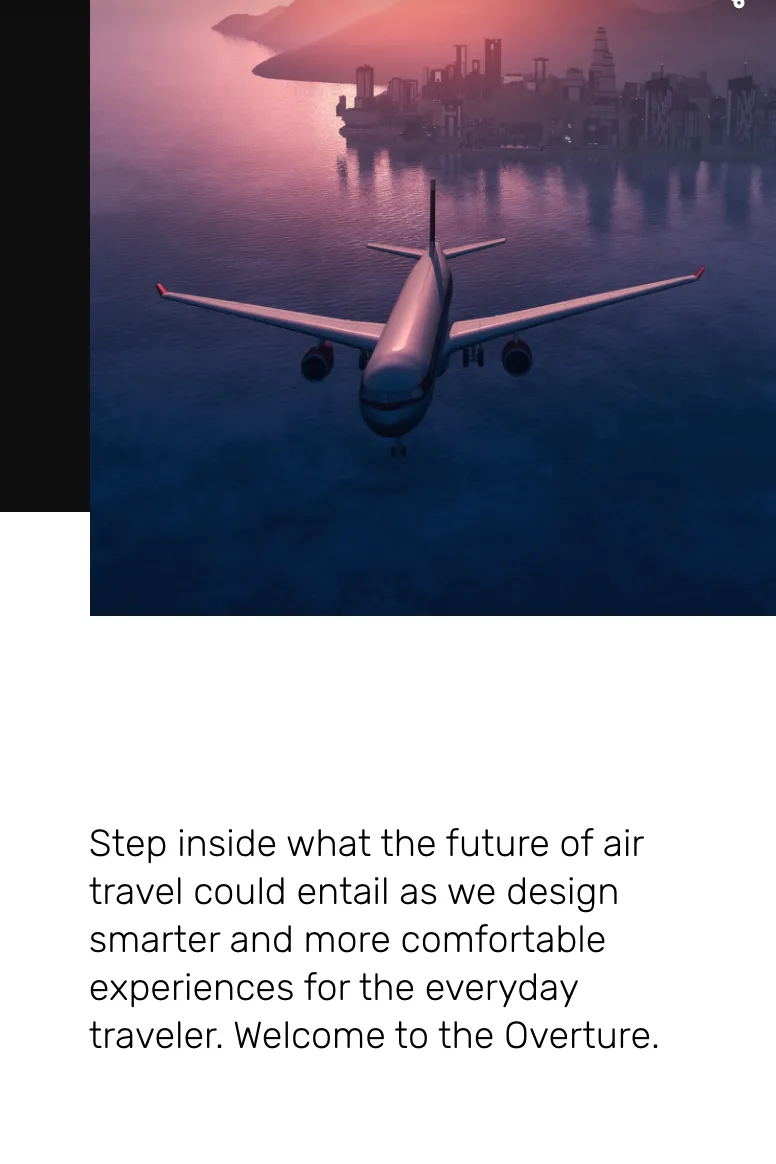 Step inside what the future of air
travel could entail as we design
smarter and more comfortable
experiences for the everyday
traveler. Welcome to the Overture.